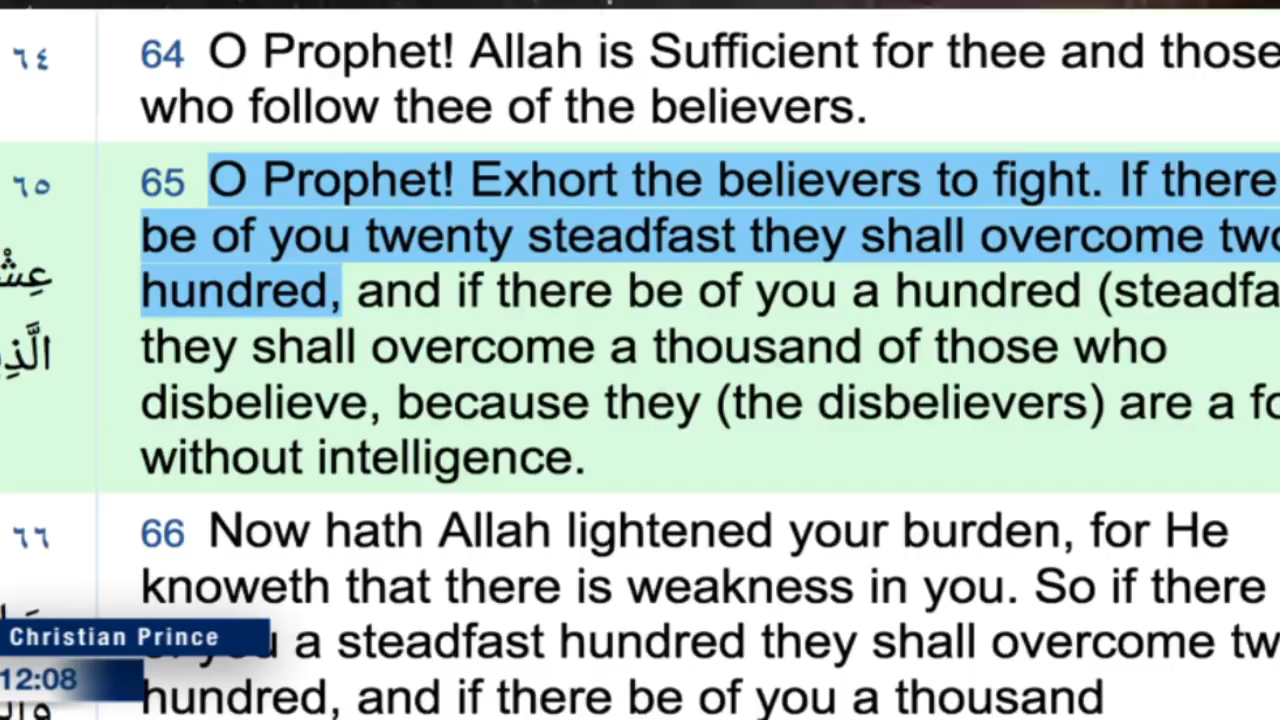 ٦٤
64 O Prophet! Allah is Sufficient for thee and those
who follow thee of the believers.
٦٥
65 O Prophet! Exhort the believers to fight. If there
be of you twenty steadfast they shall overcome
hundred, and if there be of you a hundred
they shall overcome a thousand of those who
disbelieve, because they (the disbelievers) are a
without intelligence.
٦٦
66 Now hath Allah lightened your burden, for He
knoweth that there is weakness in you. So if there
a steadfast hundred they shall overcome
hundred, and if there be of you a thousand
Christian Prince
12:08